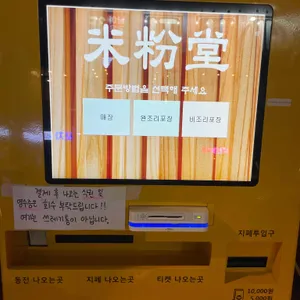 米粉堂
주문방법을 선택해 주세요
매장
완조리포장
비조리포장
결제 후 나오는 식권 및
영수증은 회수 부탁드립니다!!
여기는 쓰레기통이 아닙니다.
지폐투입구
동전 나오는곳
지폐 나오는곳
티켓 나오는곳
10,000원
5,000원